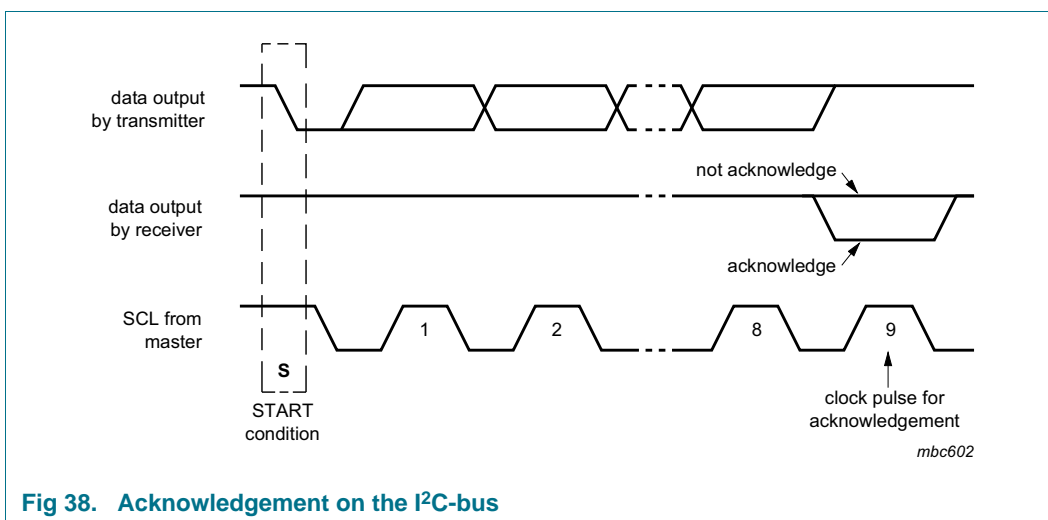 data output
by transmitter
not acknowledge
data output
by receiver
acknowledge
SCL from
master
1
2
8
9
S
START
condition
clock pulse for
acknowledgement
mbc602
Fig 38. Acknowledgement on the I²C-bus